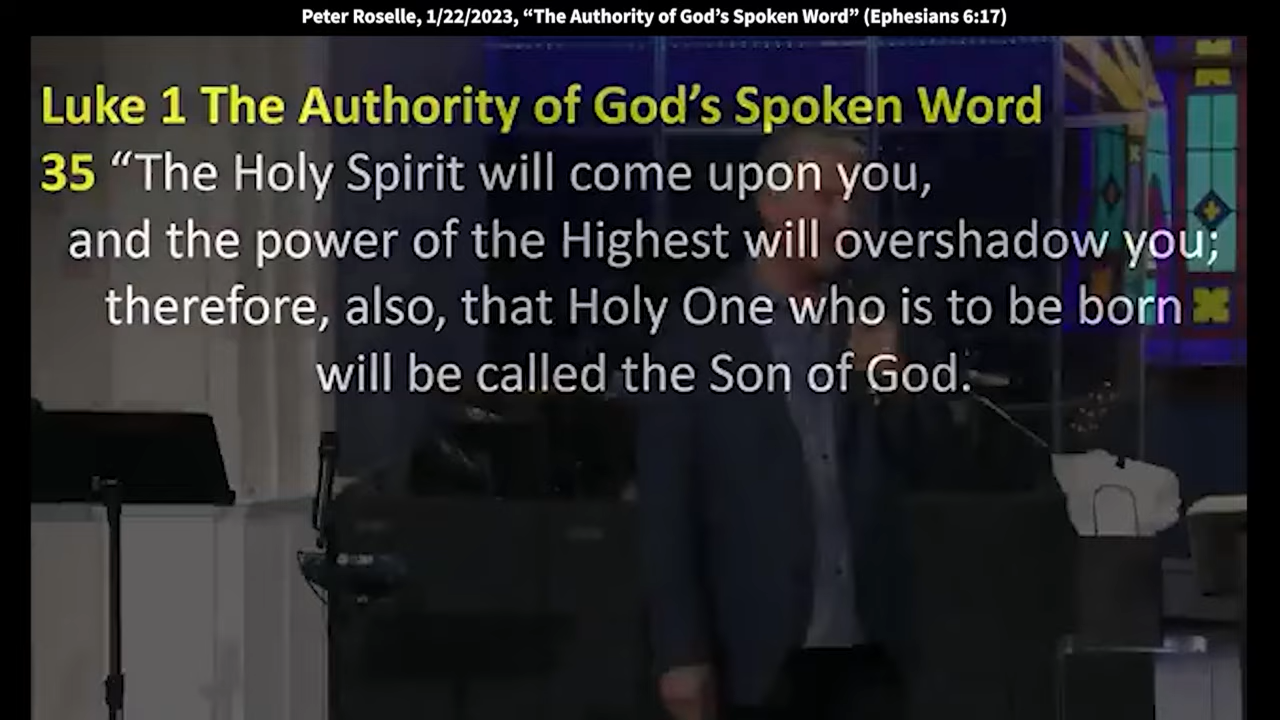 Peter Roselle, 1/22/2023, “The Authority of God’s Spoken Word” (Ephesians 6:17)
Luke 1 The Authority of God’s Spoken Word
35 “The Holy Spirit will come upon you,
and the power of the Highest will overshadow you;
therefore, also, that Holy One who is to be born
will be called the Son of God.